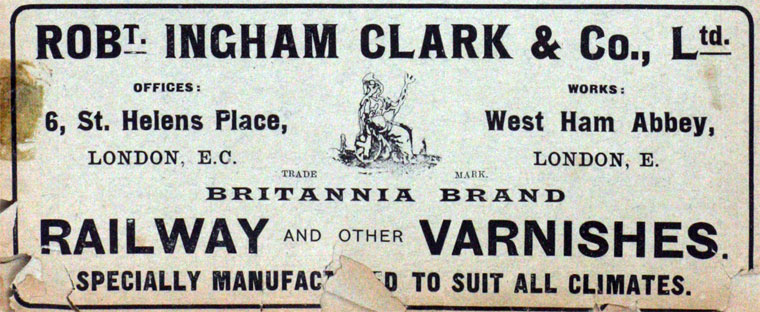 ROBT. INGHAM CLARK & Co., Ltd.
OFFICES:
6, St. Helens Place,
LONDON, E.C.
WORKS:
West Ham Abbey,
LONDON, E.
TRADE MARK.
BRITANNIA BRAND
RAILWAY AND OTHER VARNISHES.
SPECIALLY MANUFAC D TO SUIT ALL CLIMATES.